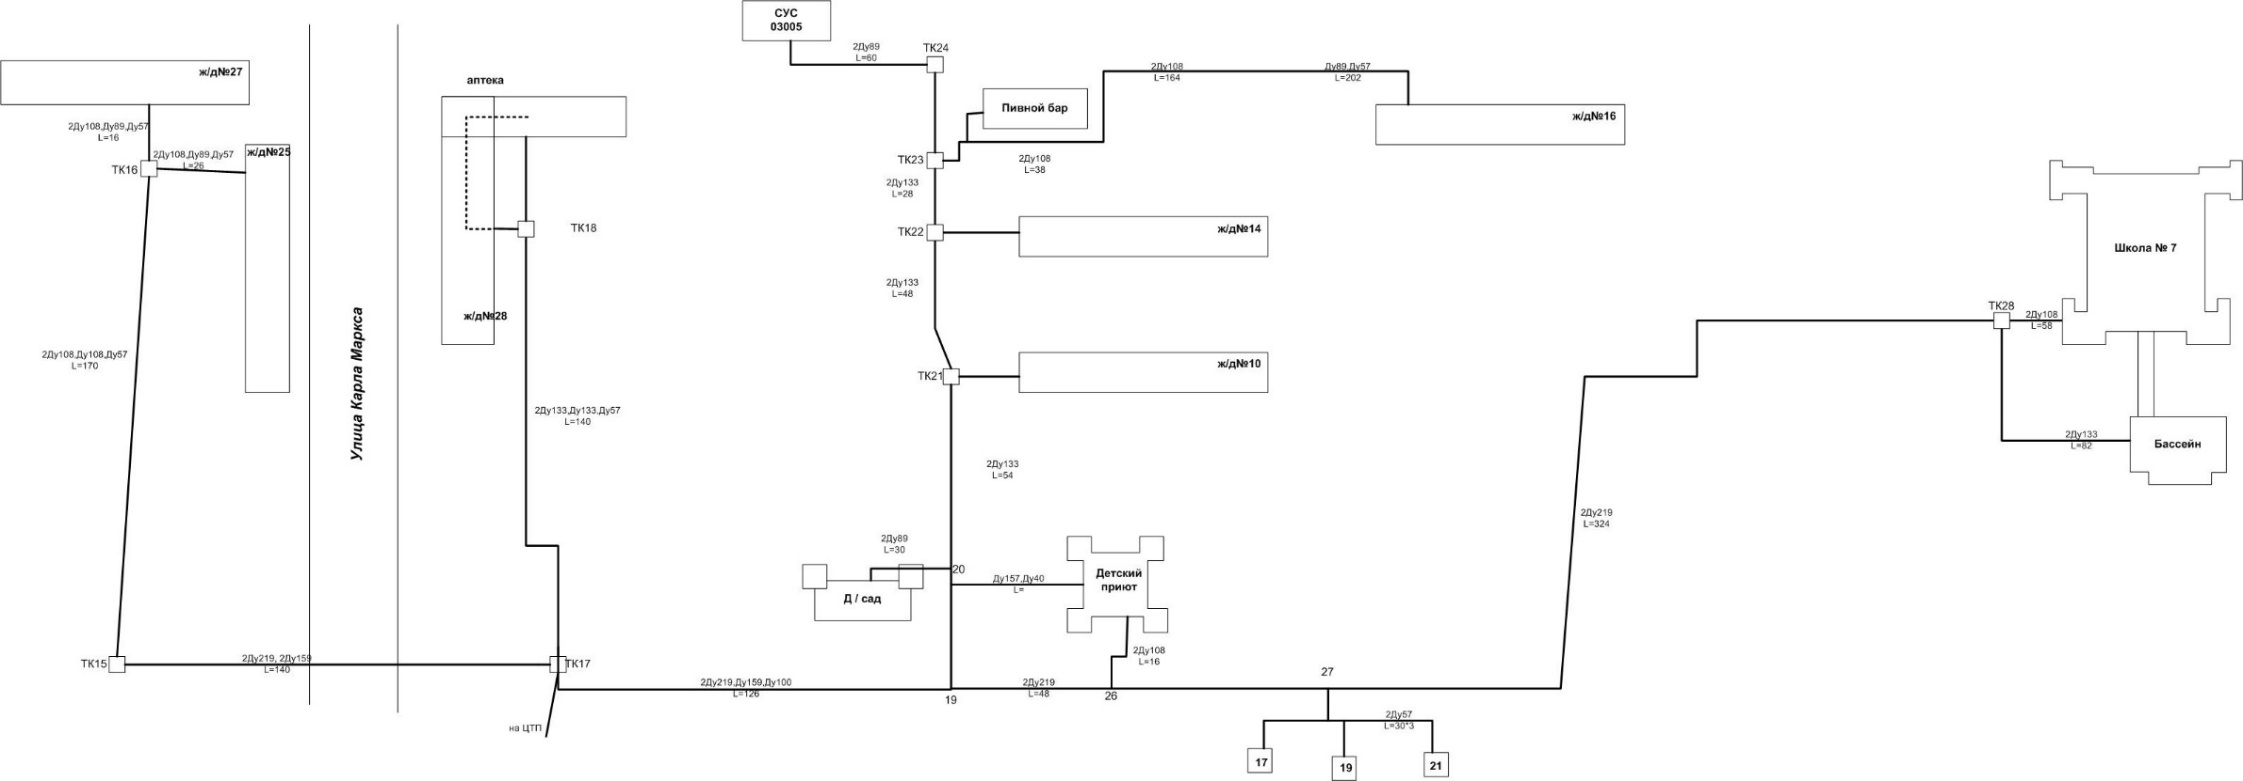 СУС
03005
2Ду89
L=60
ТК24
ж/д№27
аптека
2Ду108
L=164
Ду89,Ду57
L=202
Пивной бар
ж/д№16
2Ду108,Ду89,Ду57
L=16
ж/д№25
2Ду108,Ду89,Ду57
L=26
ТК16
ТК23
2Ду108
L=38
2Ду133
L=28
ТК18
ТК22
ж/д№14
Школа № 7
2Ду133
L=48
ж/д№28
ТК28
2Ду108
L=58
Улица Карла Маркса
2Ду108,Ду108,Ду57
L=170
ТК21
ж/д№10
2Ду133,Ду133,Ду57
L=140
2Ду133
L=54
2Ду133
L=82
Бассейн
2Ду219
L=324
2Ду89
L=30
20
Ду157,Ду40
L=
Детский
приют
Д / сад
2Ду108
L=16
ТК15
2Ду219, 2Ду159
L=140
ТК17
2Ду219,Ду159,Ду100
L=126
19
2Ду219
L=48
26
27
на ЦТП
2Ду57
L=30*3
17
19
21